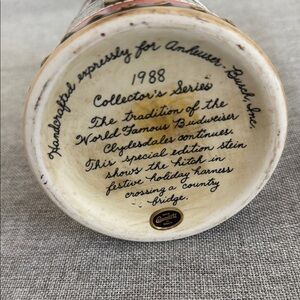 Handcrafted expressly for Anheuser-Busch, Inc.
1988
Collector's Series
The tradition of the
World Famous Budweiser
Clydesdales continues.
This special edition stein
shows the hitch in
festive holiday harness
crossing a country
bridge.